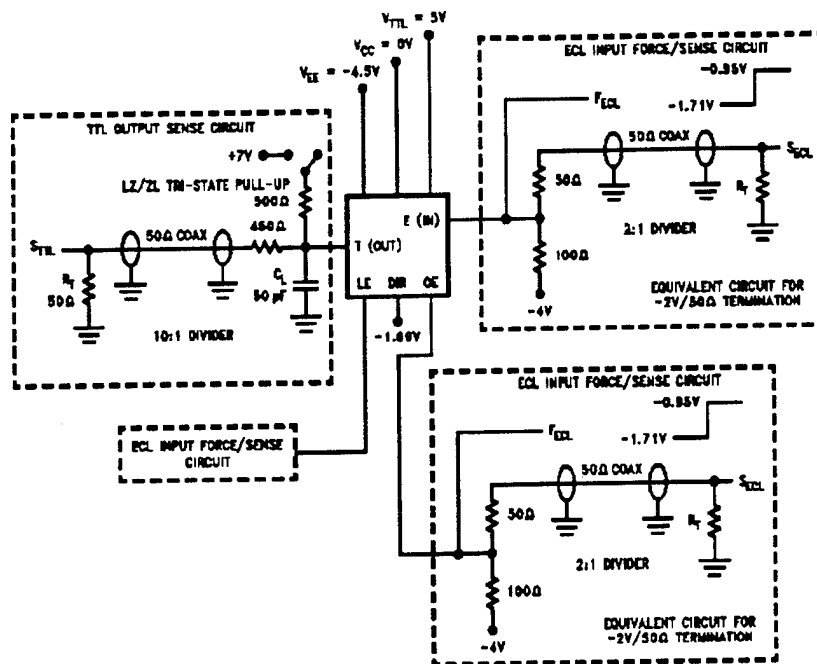 V_TTL = 5V
V_CC = 0V
V_EE = -4.5V
TTL OUTPUT SENSE CIRCUIT
+7V
LZ/ZL TRI-STATE PULL-UP
500Ω
450Ω
S_TTL
50Ω COAX
R_T
50Ω
C_L
50 pF
10:1 DIVIDER
E (IN)
T (OUT)
LE DIR OE
ECL INPUT FORCE/SENSE
CIRCUIT
ECL INPUT FORCE/SENSE CIRCUIT
-0.95V
F_ECL
-1.71V
50Ω COAX
S_ECL
50Ω
R_T
2:1 DIVIDER
100Ω
-4V
EQUIVALENT CIRCUIT FOR
-2V/50Ω TERMINATION
ECL INPUT FORCE/SENSE CIRCUIT
-0.95V
F_ECL
-1.71V
50Ω COAX
S_ECL
50Ω
R_T
2:1 DIVIDER
100Ω
-4V
EQUIVALENT CIRCUIT FOR
-2V/50Ω TERMINATION